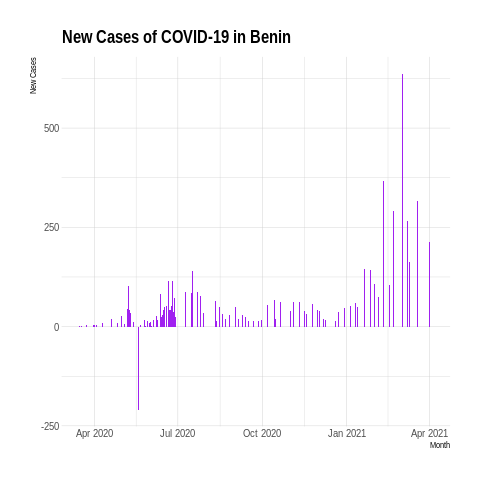 New Cases of COVID-19 in Benin
New Cases
500
250
0
-250
Apr 2020 Jul 2020 Oct 2020 Jan 2021 Apr 2021
Month